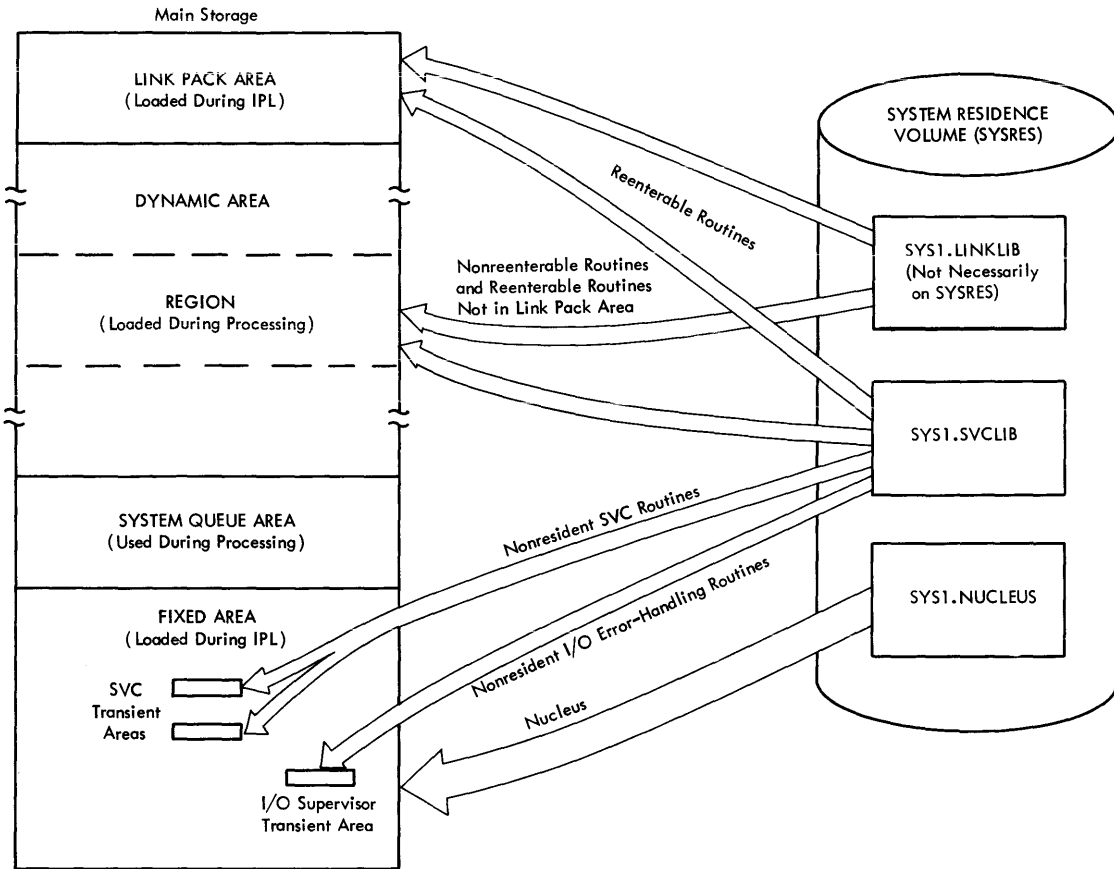 Main Storage
LINK PACK AREA
(Loaded During IPL)
DYNAMIC AREA
REGION
(Loaded During Processing)
SYSTEM QUEUE AREA
(Used During Processing)
FIXED AREA
(Loaded During IPL)
SVC
Transient
Areas
I/O Supervisor
Transient Area
Reenterable Routines
Nonreenterable Routines
and Reenterable Routines
Not in Link Pack Area
Nonresident SVC Routines
Nonresident I/O Error-Handling Routines
Nucleus
SYSTEM RESIDENCE
VOLUME (SYSRES)
SYS1.LINKLIB
(Not Necessarily
on SYSRES)
SYS1.SVCLIB
SYS1.NUCLEUS